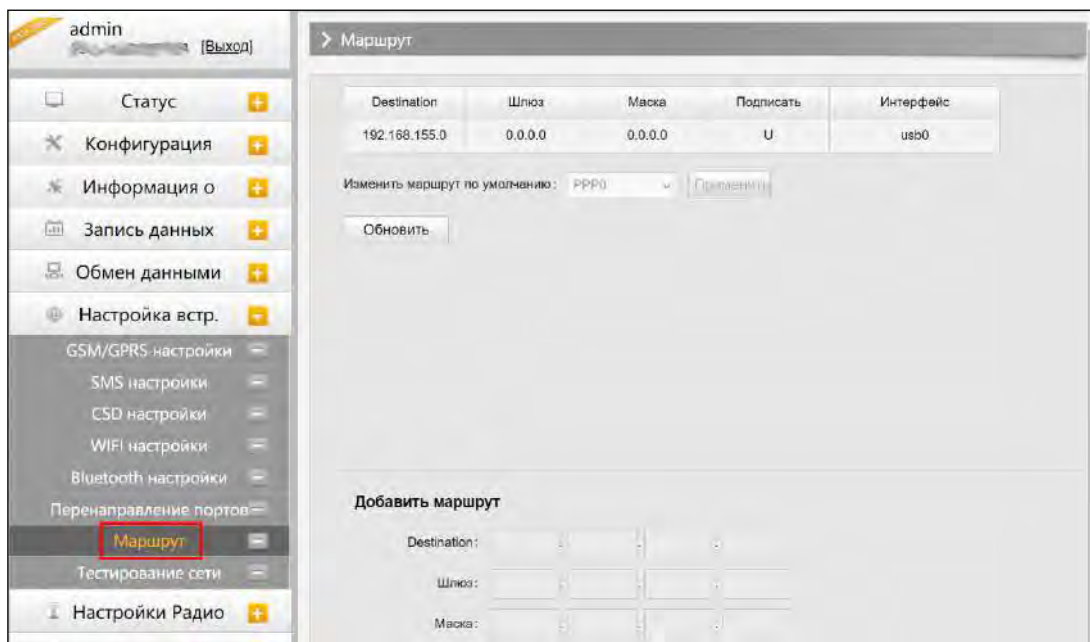 admin
[Выход]
Статус
Конфигурация
Информация о
Запись данных
Обмен данными
Настройка встр.
GSM/GPRS настройки
SMS настройки
CSD настройки
WIFI настройки
Bluetooth настройки
Перенаправление портов
Маршрут
Тестирование сети
Настройки Радио
Маршрут
Destination Шлюз Маска Подписать Интерфейс
192.168.155.0 0.0.0.0 0.0.0.0 U usb0
Изменить маршрут по умолчанию: PPP0 Применить
Обновить
Добавить маршрут
Destination:
Шлюз:
Маска: